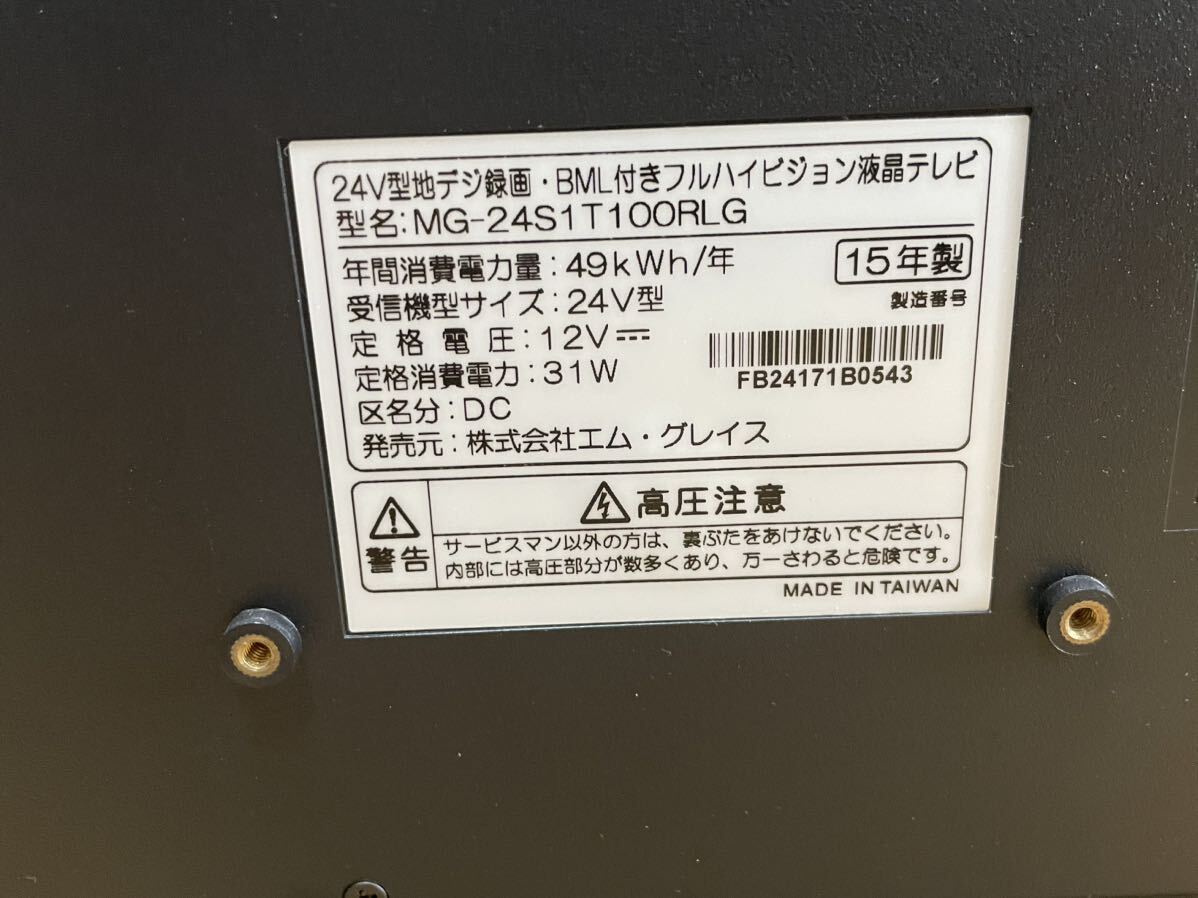 24V型地デジ録画・BML付きフルハイビジョン液晶テレビ
型名:MG-24S1T100RLG
年間消費電力量:49kWh/年
15年製
受信機型サイズ:24V型
製造番号
定格電圧:12V⎓
FB24171B0543
定格消費電力:31W
区名分:DC
発売元:株式会社エム・グレイス
高圧注意
警告
サービスマン以外の方は、裏ぶたをあけないでください。
内部には高圧部分が数多くあり、万一さわると危険です。
MADE IN TAIWAN